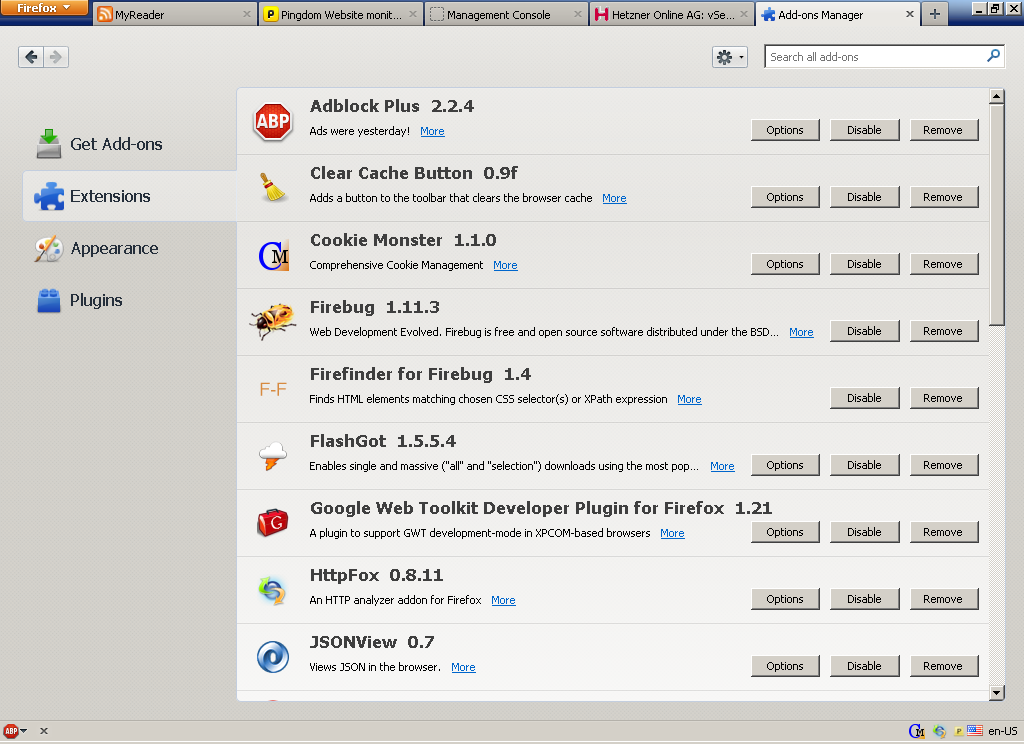 Firefox
MyReader
Pingdom Website monit...
Management Console
Hetzner Online AG: vSe...
Add-ons Manager
Search all add-ons
Get Add-ons
Extensions
Appearance
Plugins
ABP
Adblock Plus 2.2.4
Ads were yesterday! More
Options Disable Remove
Clear Cache Button 0.9f
Adds a button to the toolbar that clears the browser cache More
Options Disable Remove
CM
Cookie Monster 1.1.0
Comprehensive Cookie Management More
Options Disable Remove
Firebug 1.11.3
Web Development Evolved. Firebug is free and open source software distributed under the BSD... More
Disable Remove
F-F
Firefinder for Firebug 1.4
Finds HTML elements matching chosen CSS selector(s) or XPath expression More
Disable Remove
FlashGot 1.5.5.4
Enables single and massive ("all" and "selection") downloads using the most pop... More
Options Disable Remove
G
Google Web Toolkit Developer Plugin for Firefox 1.21
A plugin to support GWT development-mode in XPCOM-based browsers More
Options Disable Remove
HttpFox 0.8.11
An HTTP analyzer addon for Firefox More
Options Disable Remove
JSONView 0.7
Views JSON in the browser. More
Options Disable Remove
ABP
CM
P
en-US